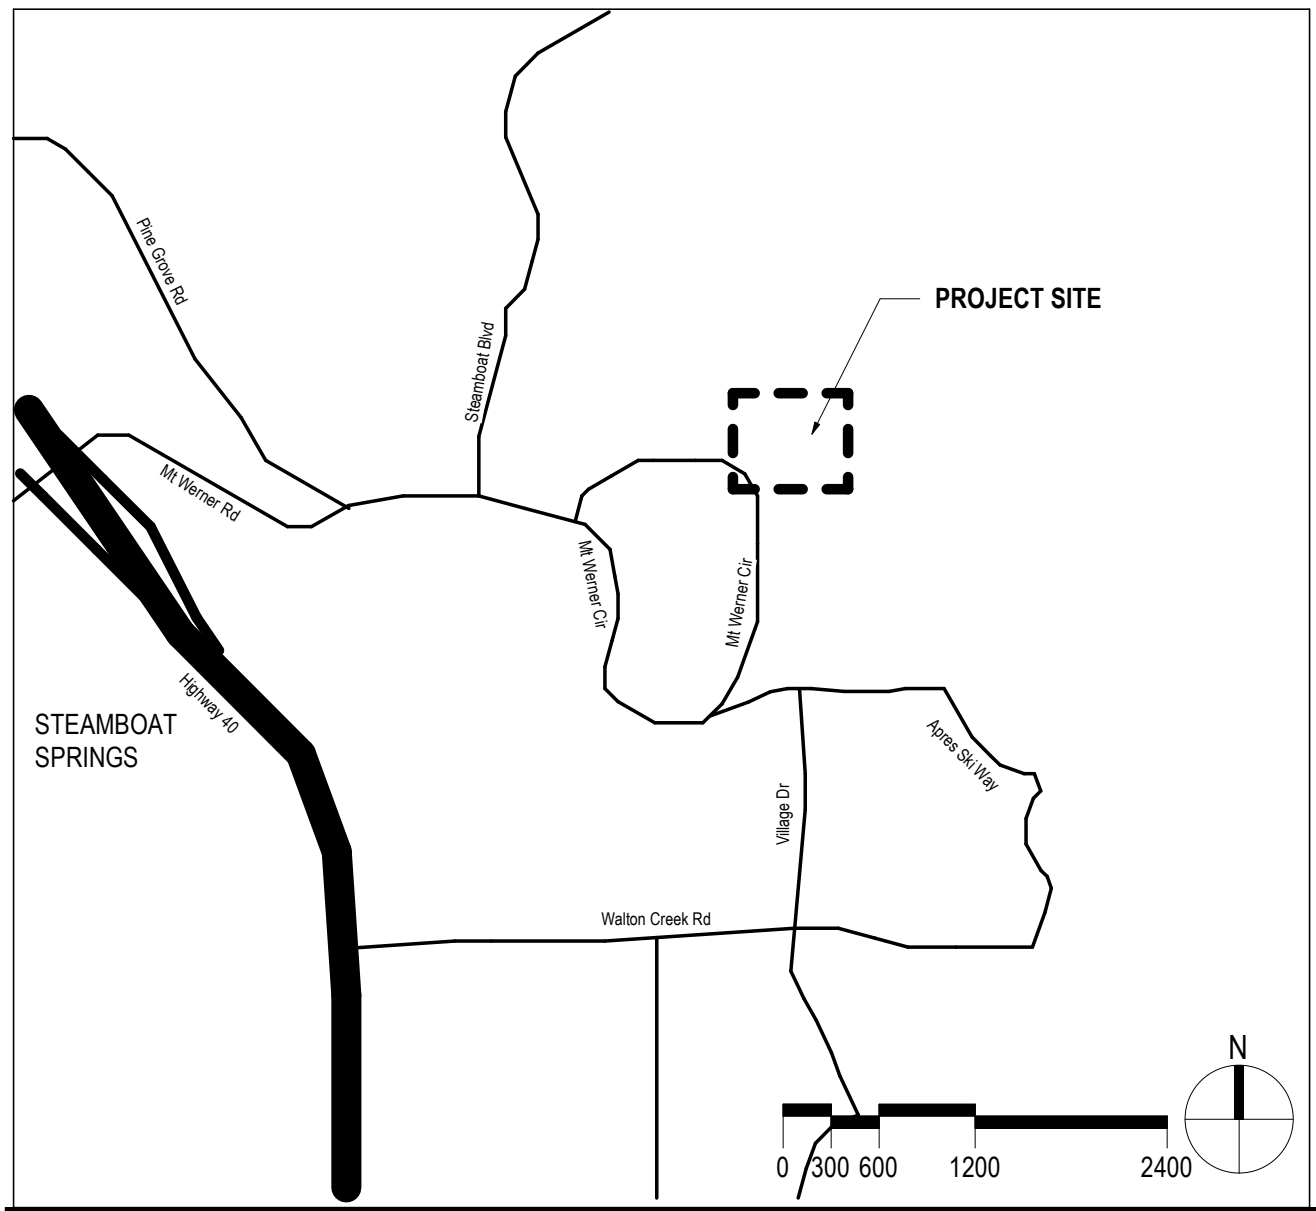 Pine Grove Rd
PROJECT SITE
Steamboat Blvd
Mt Werner Rd
Mt Werner Cir
Mt Werner Cir
Highway 40
STEAMBOAT
SPRINGS
Apres Ski Way
Village Dr
Walton Creek Rd
N
0 300 600 1200 2400